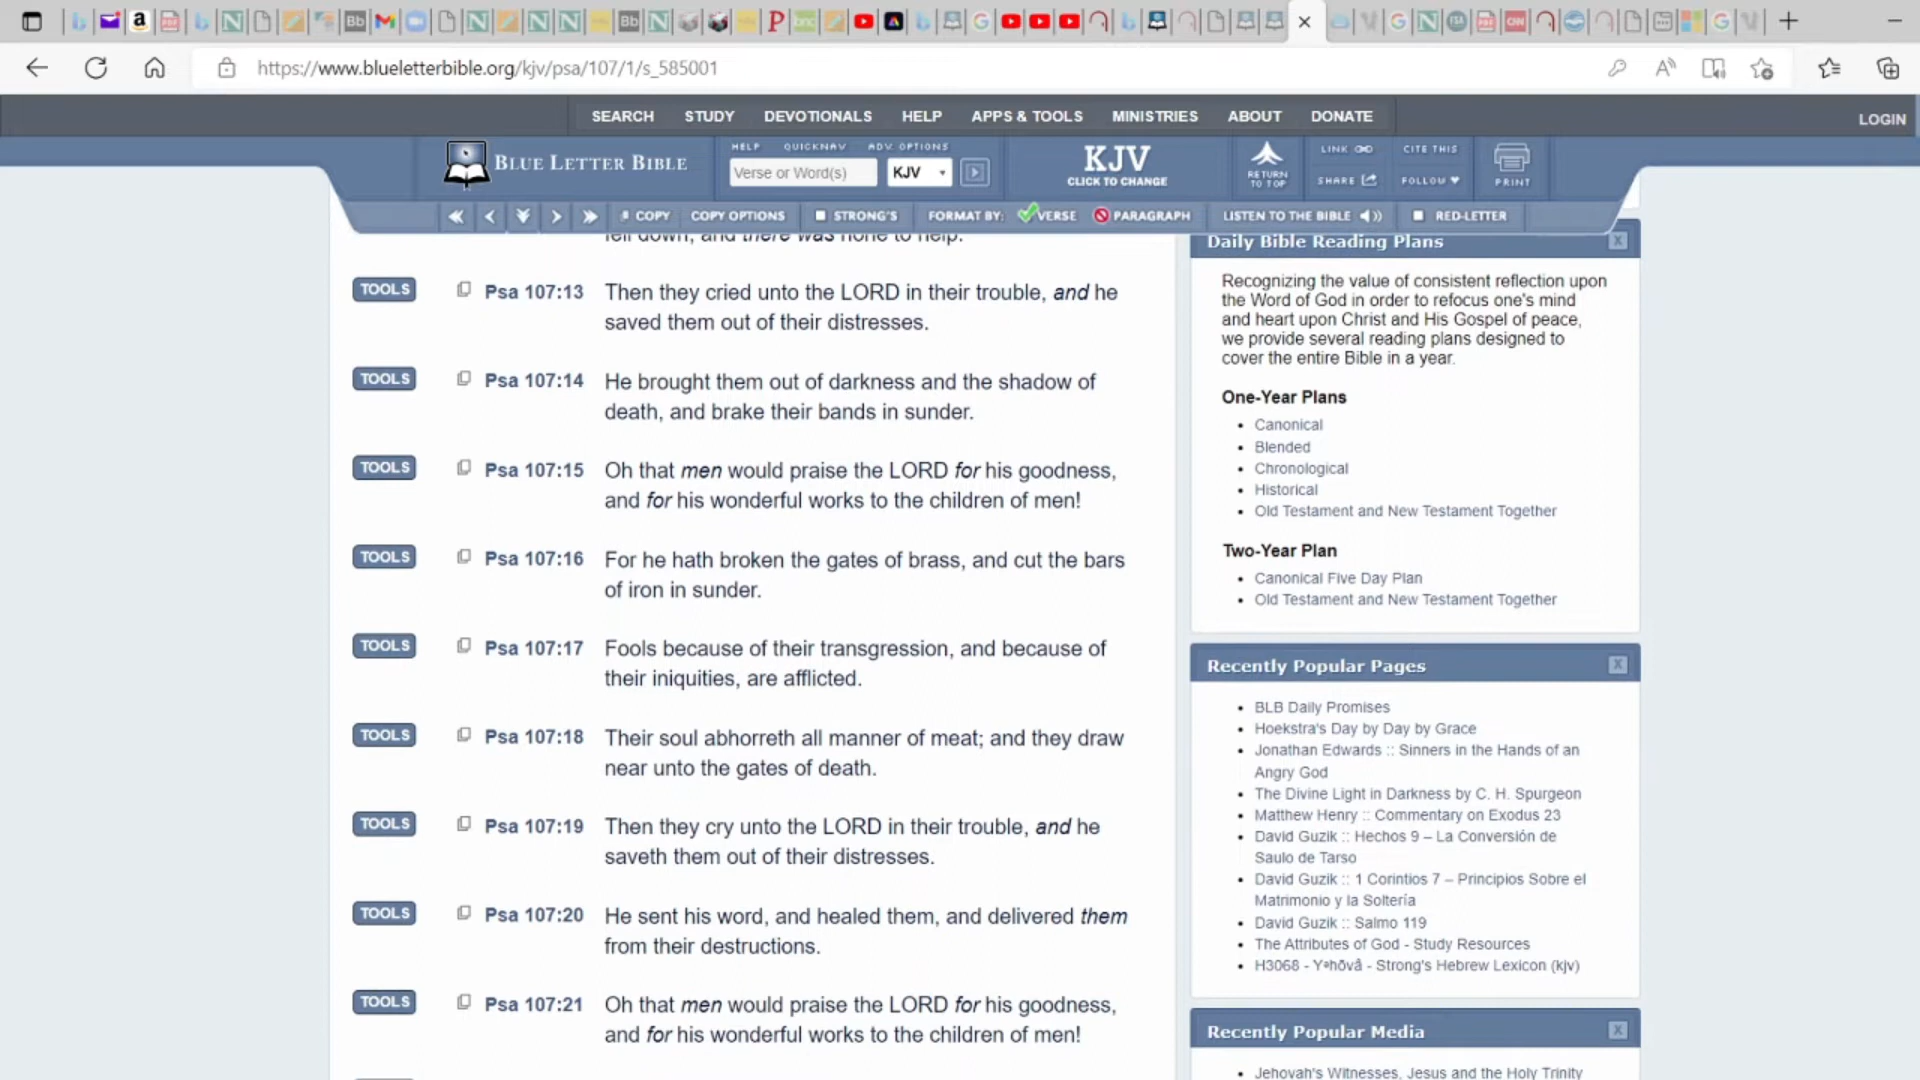 https://www.blueletterbible.org/kjv/psa/107/1/s_585001
SEARCH STUDY DEVOTIONALS HELP APPS & TOOLS MINISTRIES ABOUT DONATE
LOGIN
BLUE LETTER BIBLE
HELP QUICKNAV ADV. OPTIONS
Verse or Word(s) KJV
KJV
CLICK TO CHANGE
RETURN
TO TOP
LINK CITE THIS
SHARE FOLLOW
PRINT
COPY COPY OPTIONS STRONG'S FORMAT BY: VERSE PARAGRAPH LISTEN TO THE BIBLE RED-LETTER
fell down, and there was none to help.
TOOLS Psa 107:13 Then they cried unto the LORD in their trouble, and he
saved them out of their distresses.
TOOLS Psa 107:14 He brought them out of darkness and the shadow of
death, and brake their bands in sunder.
TOOLS Psa 107:15 Oh that men would praise the LORD for his goodness,
and for his wonderful works to the children of men!
TOOLS Psa 107:16 For he hath broken the gates of brass, and cut the bars
of iron in sunder.
TOOLS Psa 107:17 Fools because of their transgression, and because of
their iniquities, are afflicted.
TOOLS Psa 107:18 Their soul abhorreth all manner of meat; and they draw
near unto the gates of death.
TOOLS Psa 107:19 Then they cry unto the LORD in their trouble, and he
saveth them out of their distresses.
TOOLS Psa 107:20 He sent his word, and healed them, and delivered them
from their destructions.
TOOLS Psa 107:21 Oh that men would praise the LORD for his goodness,
and for his wonderful works to the children of men!
Daily Bible Reading Plans X
Recognizing the value of consistent reflection upon
the Word of God in order to refocus one's mind
and heart upon Christ and His Gospel of peace,
we provide several reading plans designed to
cover the entire Bible in a year.
One-Year Plans
• Canonical
• Blended
• Chronological
• Historical
• Old Testament and New Testament Together
Two-Year Plan
• Canonical Five Day Plan
• Old Testament and New Testament Together
Recently Popular Pages X
• BLB Daily Promises
• Hoekstra's Day by Day by Grace
• Jonathan Edwards :: Sinners in the Hands of an
Angry God
• The Divine Light in Darkness by C. H. Spurgeon
• Matthew Henry :: Commentary on Exodus 23
• David Guzik :: Hechos 9 – La Conversión de
Saulo de Tarso
• David Guzik :: 1 Corintios 7 – Principios Sobre el
Matrimonio y la Soltería
• David Guzik :: Salmo 119
• The Attributes of God - Study Resources
• H3068 - Yᵊhōvâ - Strong's Hebrew Lexicon (kjv)
Recently Popular Media X
• Jehovah's Witnesses, Jesus and the Holy Trinity